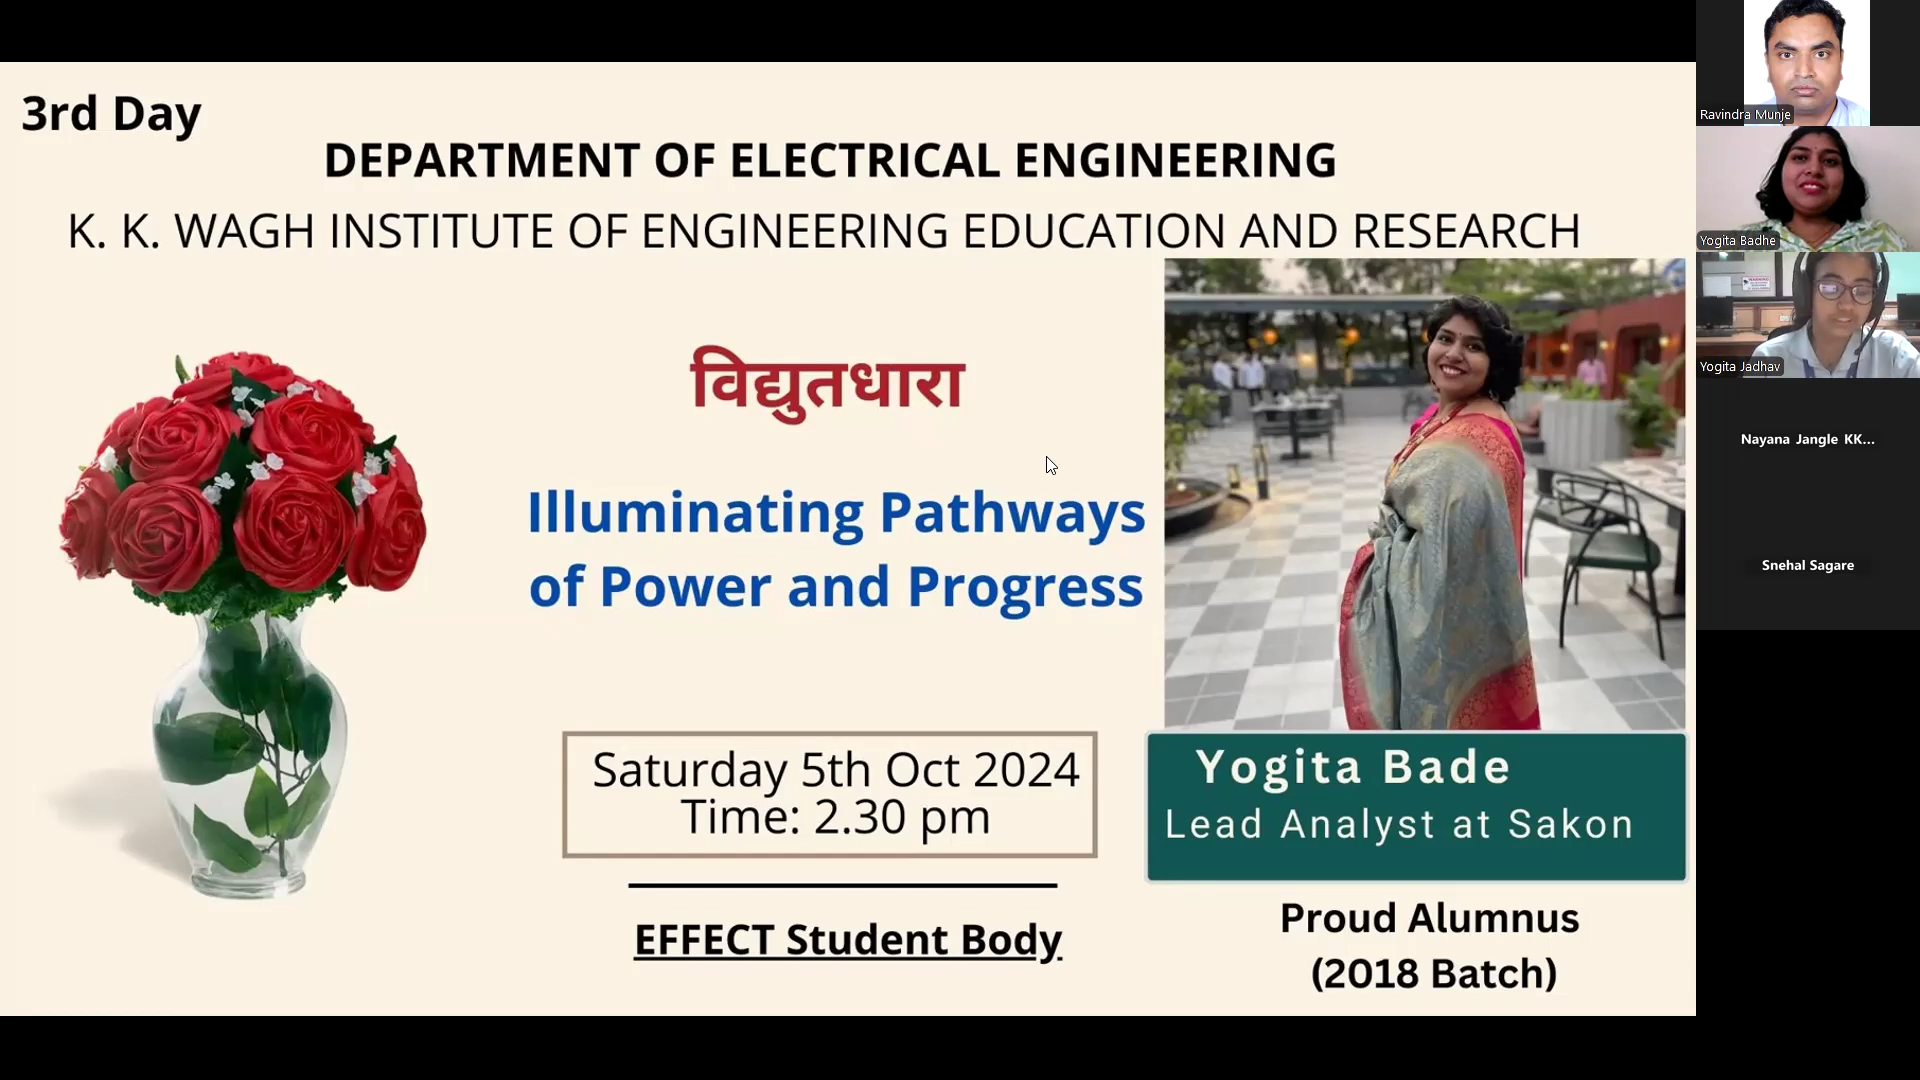 3rd Day
DEPARTMENT OF ELECTRICAL ENGINEERING
K. K. WAGH INSTITUTE OF ENGINEERING EDUCATION AND RESEARCH
विद्युतधारा
Illuminating Pathways
of Power and Progress
Saturday 5th Oct 2024
Time: 2.30 pm
EFFECT Student Body
Yogita Bade
Lead Analyst at Sakon
Proud Alumnus
(2018 Batch)
Ravindra Munje
Yogita Badhe
Yogita Jadhav
Nayana Jangle KK...
Snehal Sagare